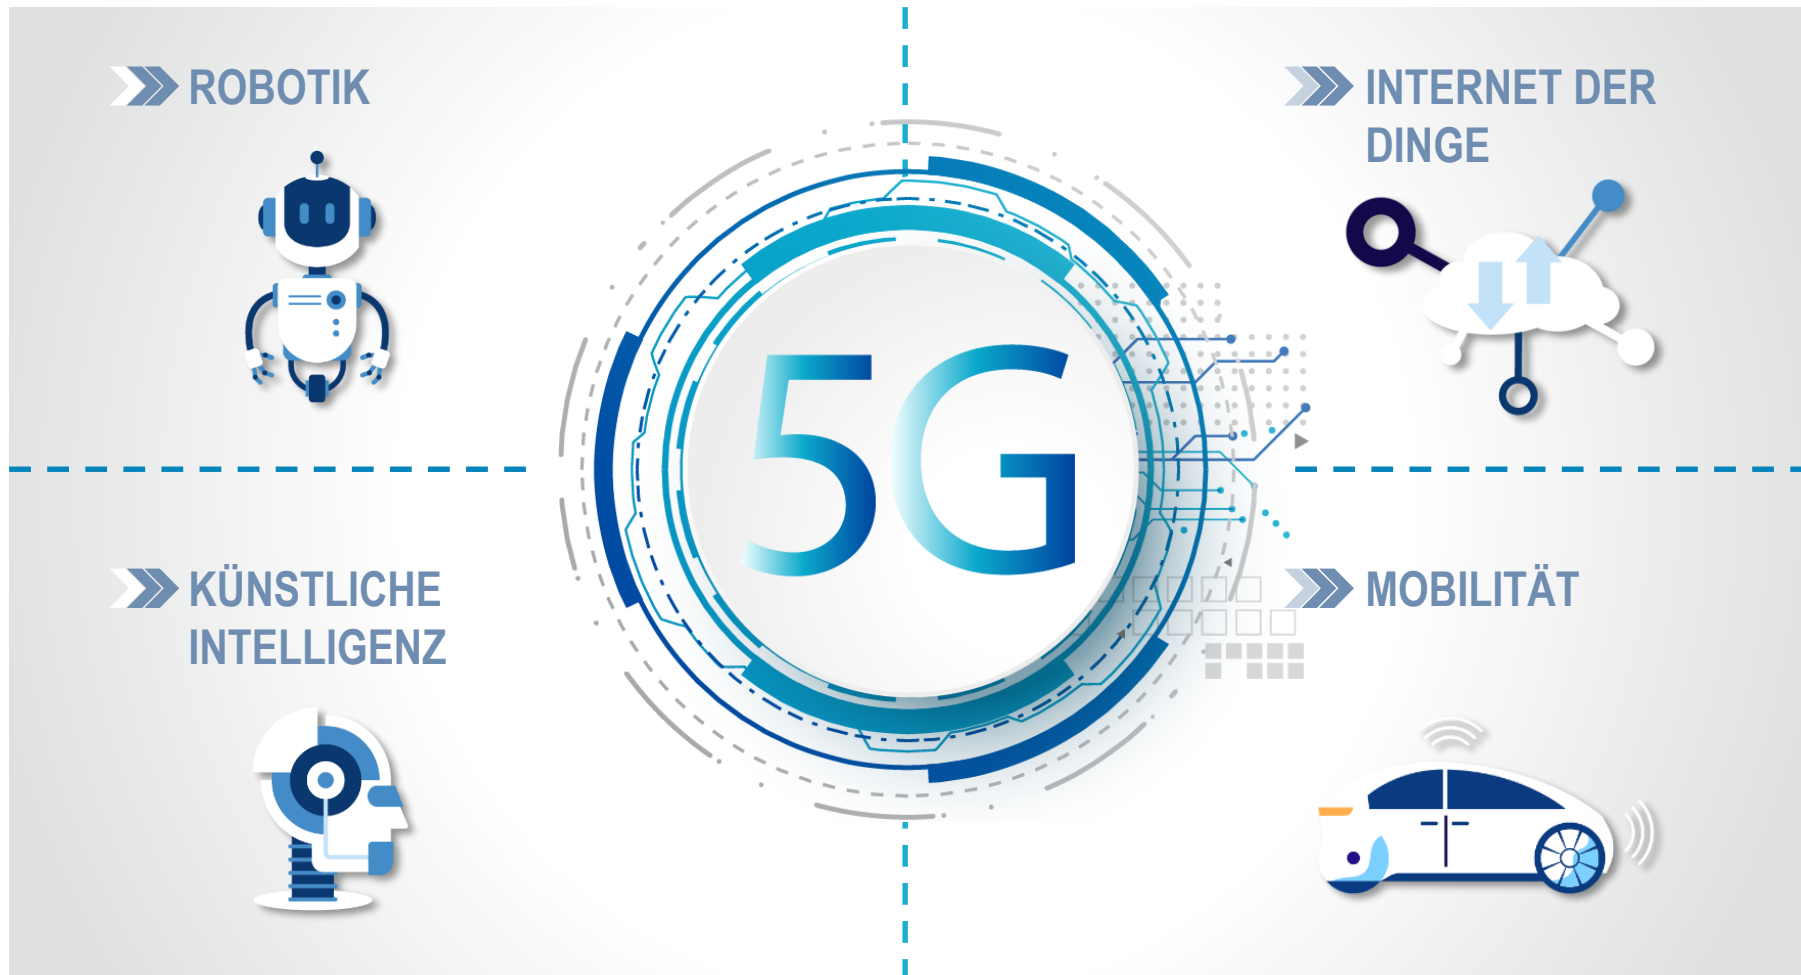 ROBOTIK
INTERNET DER
DINGE
5G
KÜNSTLICHE
INTELLIGENZ
MOBILITÄT